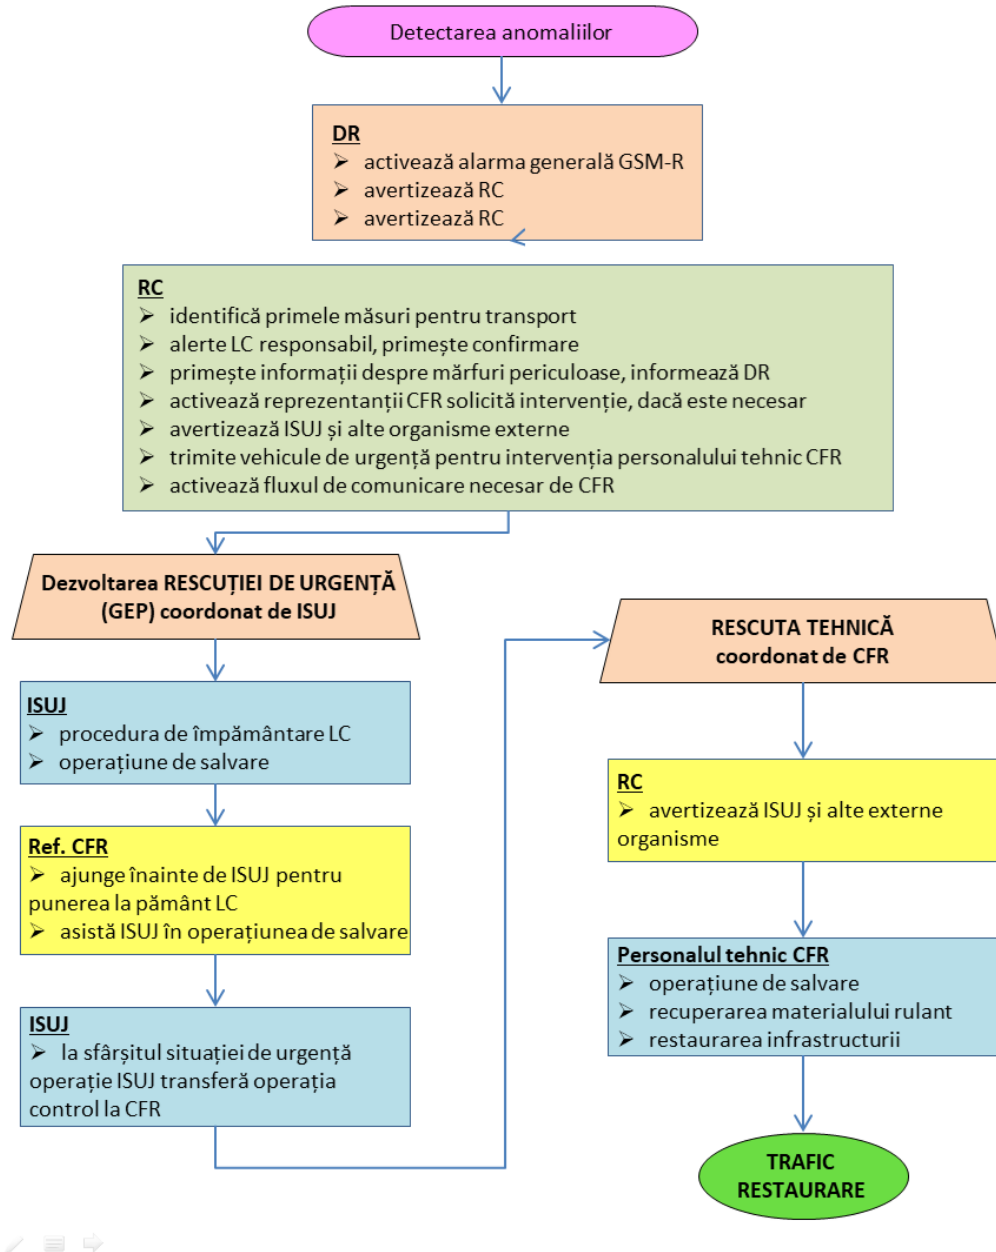 Detectarea anomaliilor
DR
➢ activează alarma generală GSM-R
➢ avertizează RC
➢ avertizează RC
RC
➢ identifică primele măsuri pentru transport
➢ alerte LC responsabil, primește confirmare
➢ primește informații despre mărfuri periculoase, informează DR
➢ activează reprezentanții CFR solicită intervenție, dacă este necesar
➢ avertizează ISUJ și alte organisme externe
➢ trimite vehicule de urgență pentru intervenția personalului tehnic CFR
➢ activează fluxul de comunicare necesar de CFR
Dezvoltarea RESCUȚIEI DE URGENȚĂ
(GEP) coordonat de ISUJ
ISUJ
➢ procedura de împământare LC
➢ operațiune de salvare
Ref. CFR
➢ ajunge înainte de ISUJ pentru
punerea la pământ LC
➢ asistă ISUJ în operațiunea de salvare
ISUJ
➢ la sfârșitul situației de urgență
operație ISUJ transferă operația
control la CFR
RESCUTA TEHNICĂ
coordonat de CFR
RC
➢ avertizează ISUJ și alte externe
organisme
Personalul tehnic CFR
➢ operațiune de salvare
➢ recuperarea materialului rulant
➢ restaurarea infrastructurii
TRAFIC
RESTAURARE